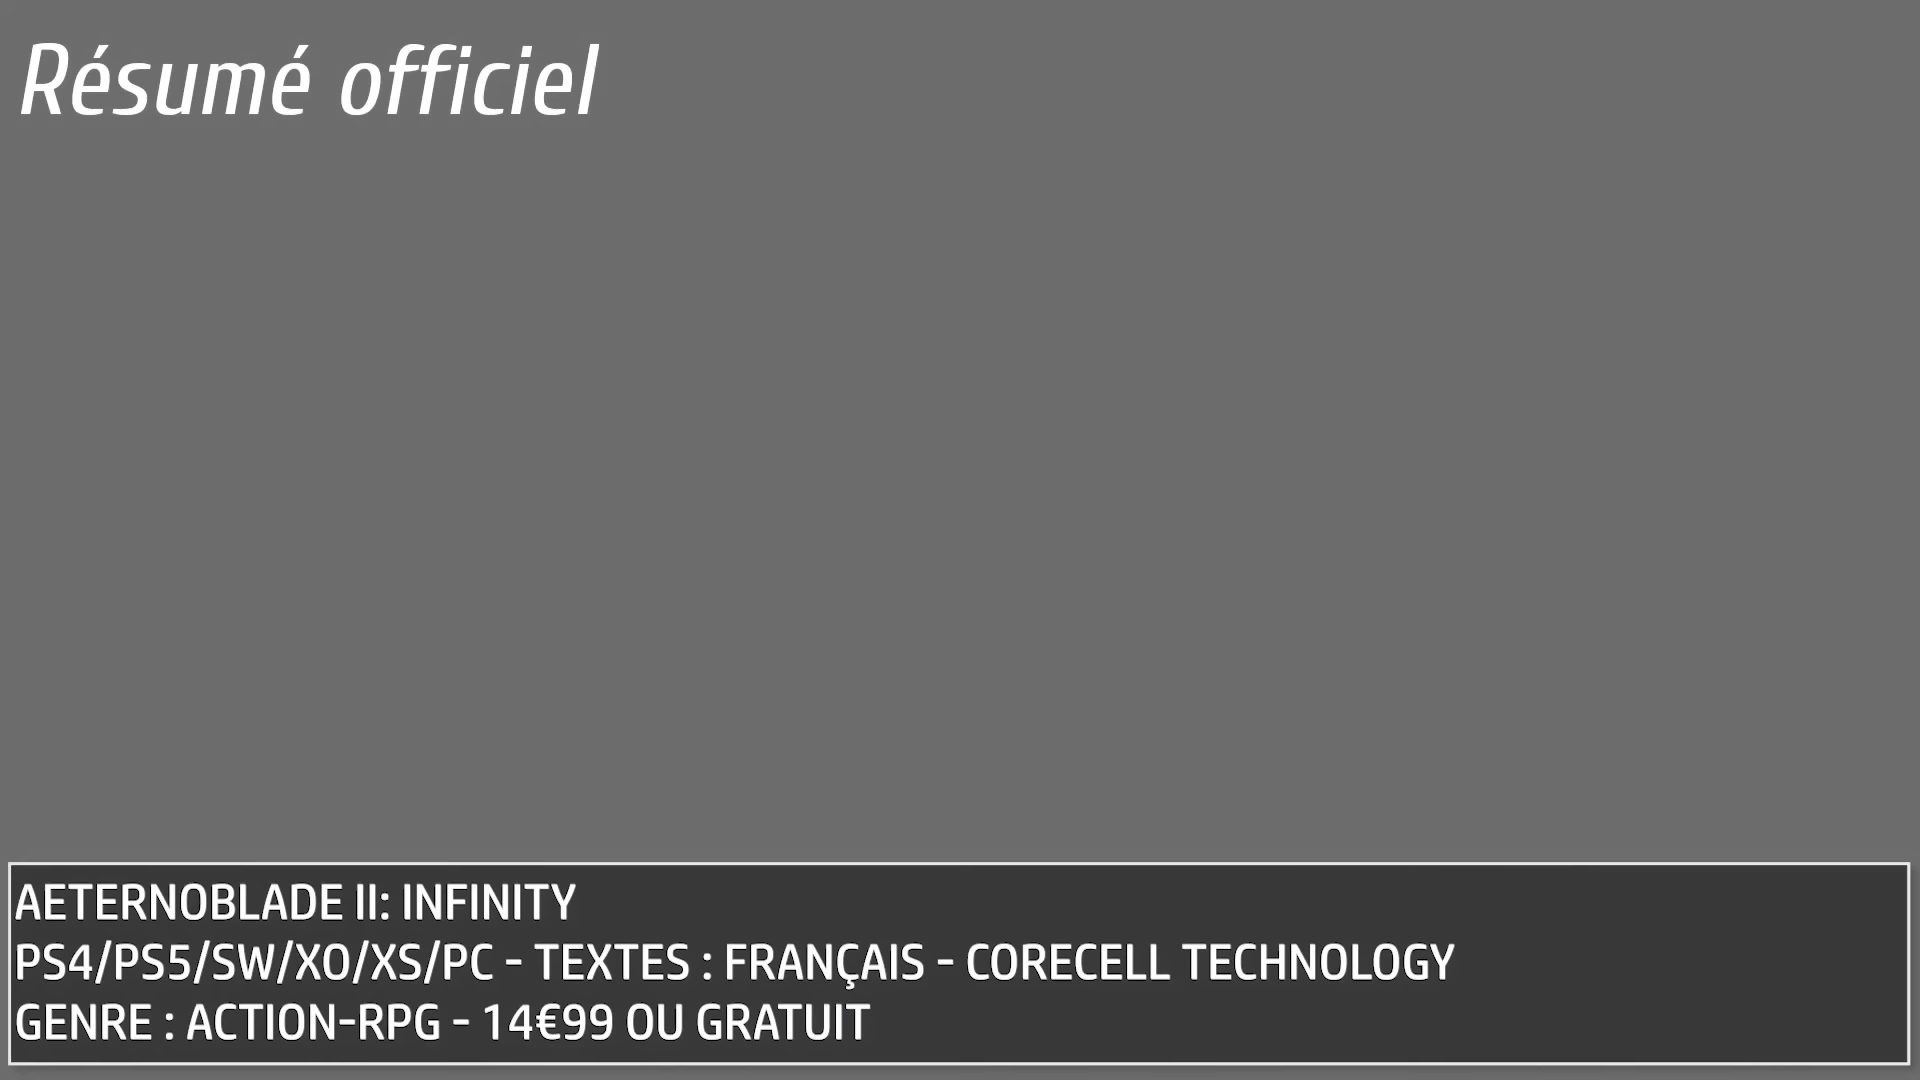 Résumé officiel
AETERNOBLADE II: INFINITY
PS4/PS5/SW/XO/XS/PC - TEXTES : FRANÇAIS - CORECELL TECHNOLOGY
GENRE : ACTION-RPG - 14€99 OU GRATUIT